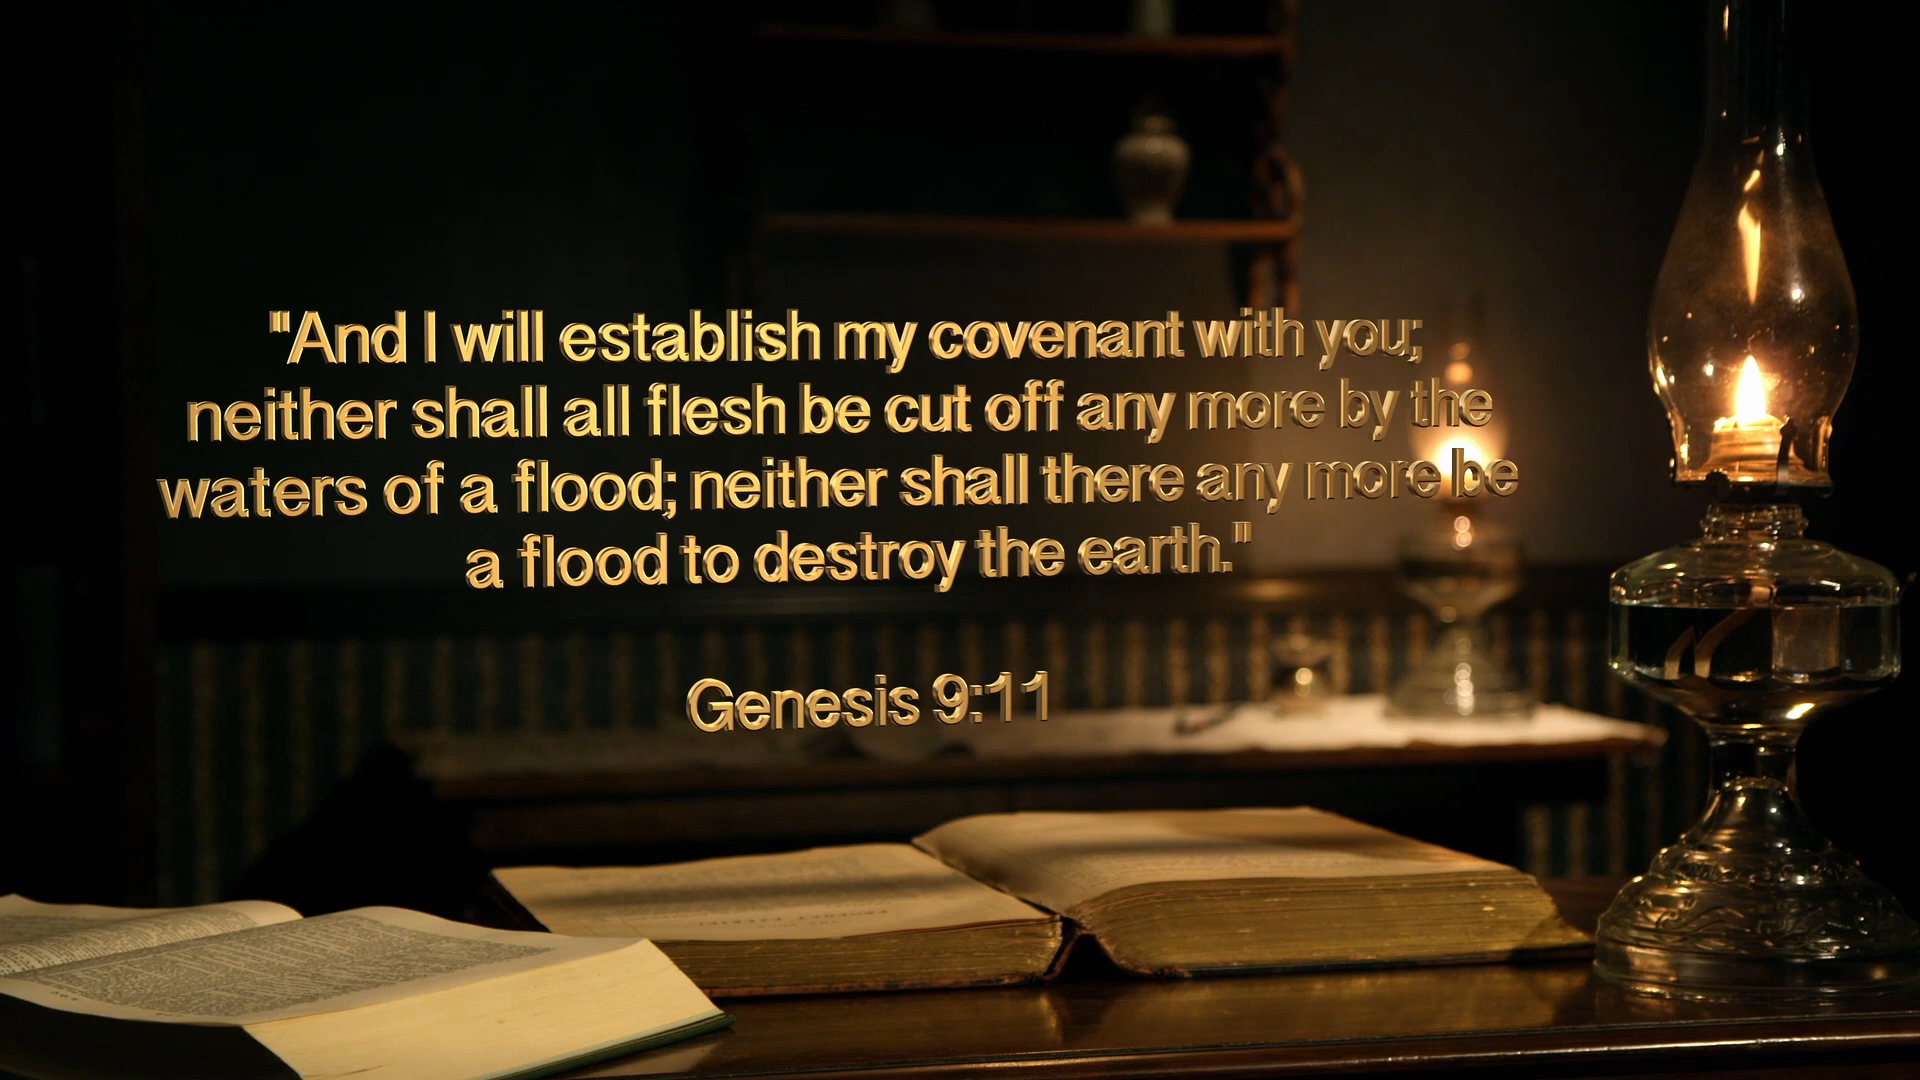 "And I will establish my covenant with you;
neither shall all flesh be cut off any more by the
waters of a flood; neither shall there any more be
a flood to destroy the earth."
Genesis 9:11